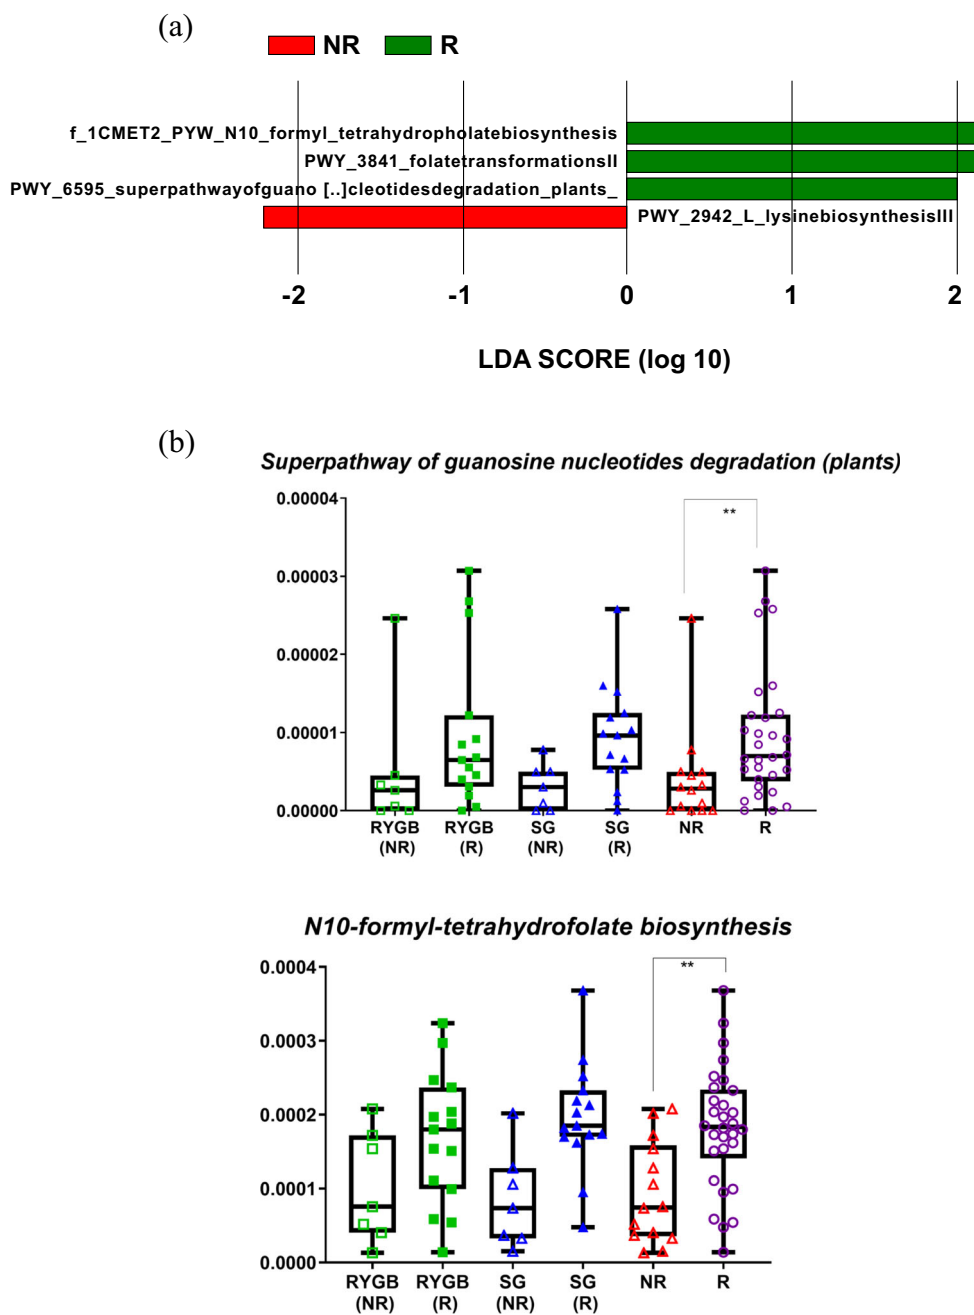 (a)
NR R
f_1CMET2_PYW_N10_formyl_tetrahydropholatebiosynthesis
PWY_3841_folatetransformationsII
PWY_6595_superpathwayofguano [..]cleotidesdegradation_plants_
PWY_2942_L_lysinebiosynthesisIII
-2 -1 0 1 2
LDA SCORE (log 10)
(b)
Superpathway of guanosine nucleotides degradation (plants)
0.00004
**
0.00003
0.00002
0.00001
0.00000
RYGB RYGB SG SG NR R
(NR) (R) (NR) (R)
N10-formyl-tetrahydrofolate biosynthesis
0.0004
**
0.0003
0.0002
0.0001
0.0000
RYGB RYGB SG SG NR R
(NR) (R) (NR) (R)